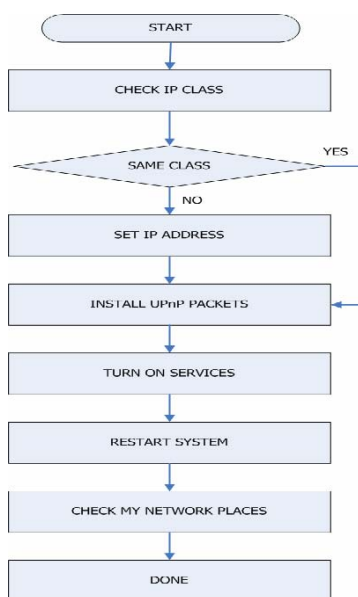 START
CHECK IP CLASS
SAME CLASS
YES
NO
SET IP ADDRESS
INSTALL UPnP PACKETS
TURN ON SERVICES
RESTART SYSTEM
CHECK MY NETWORK PLACES
DONE